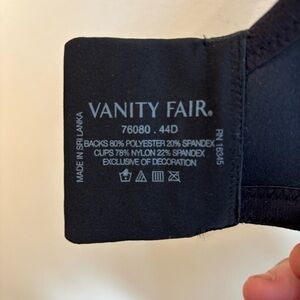 VANITY FAIR®
76080 . 44D
BACKS 80% POLYESTER 20% SPANDEX
CUPS 78% NYLON 22% SPANDEX
EXCLUSIVE OF DECORATION
MADE IN SRI LANKA
RN 16945